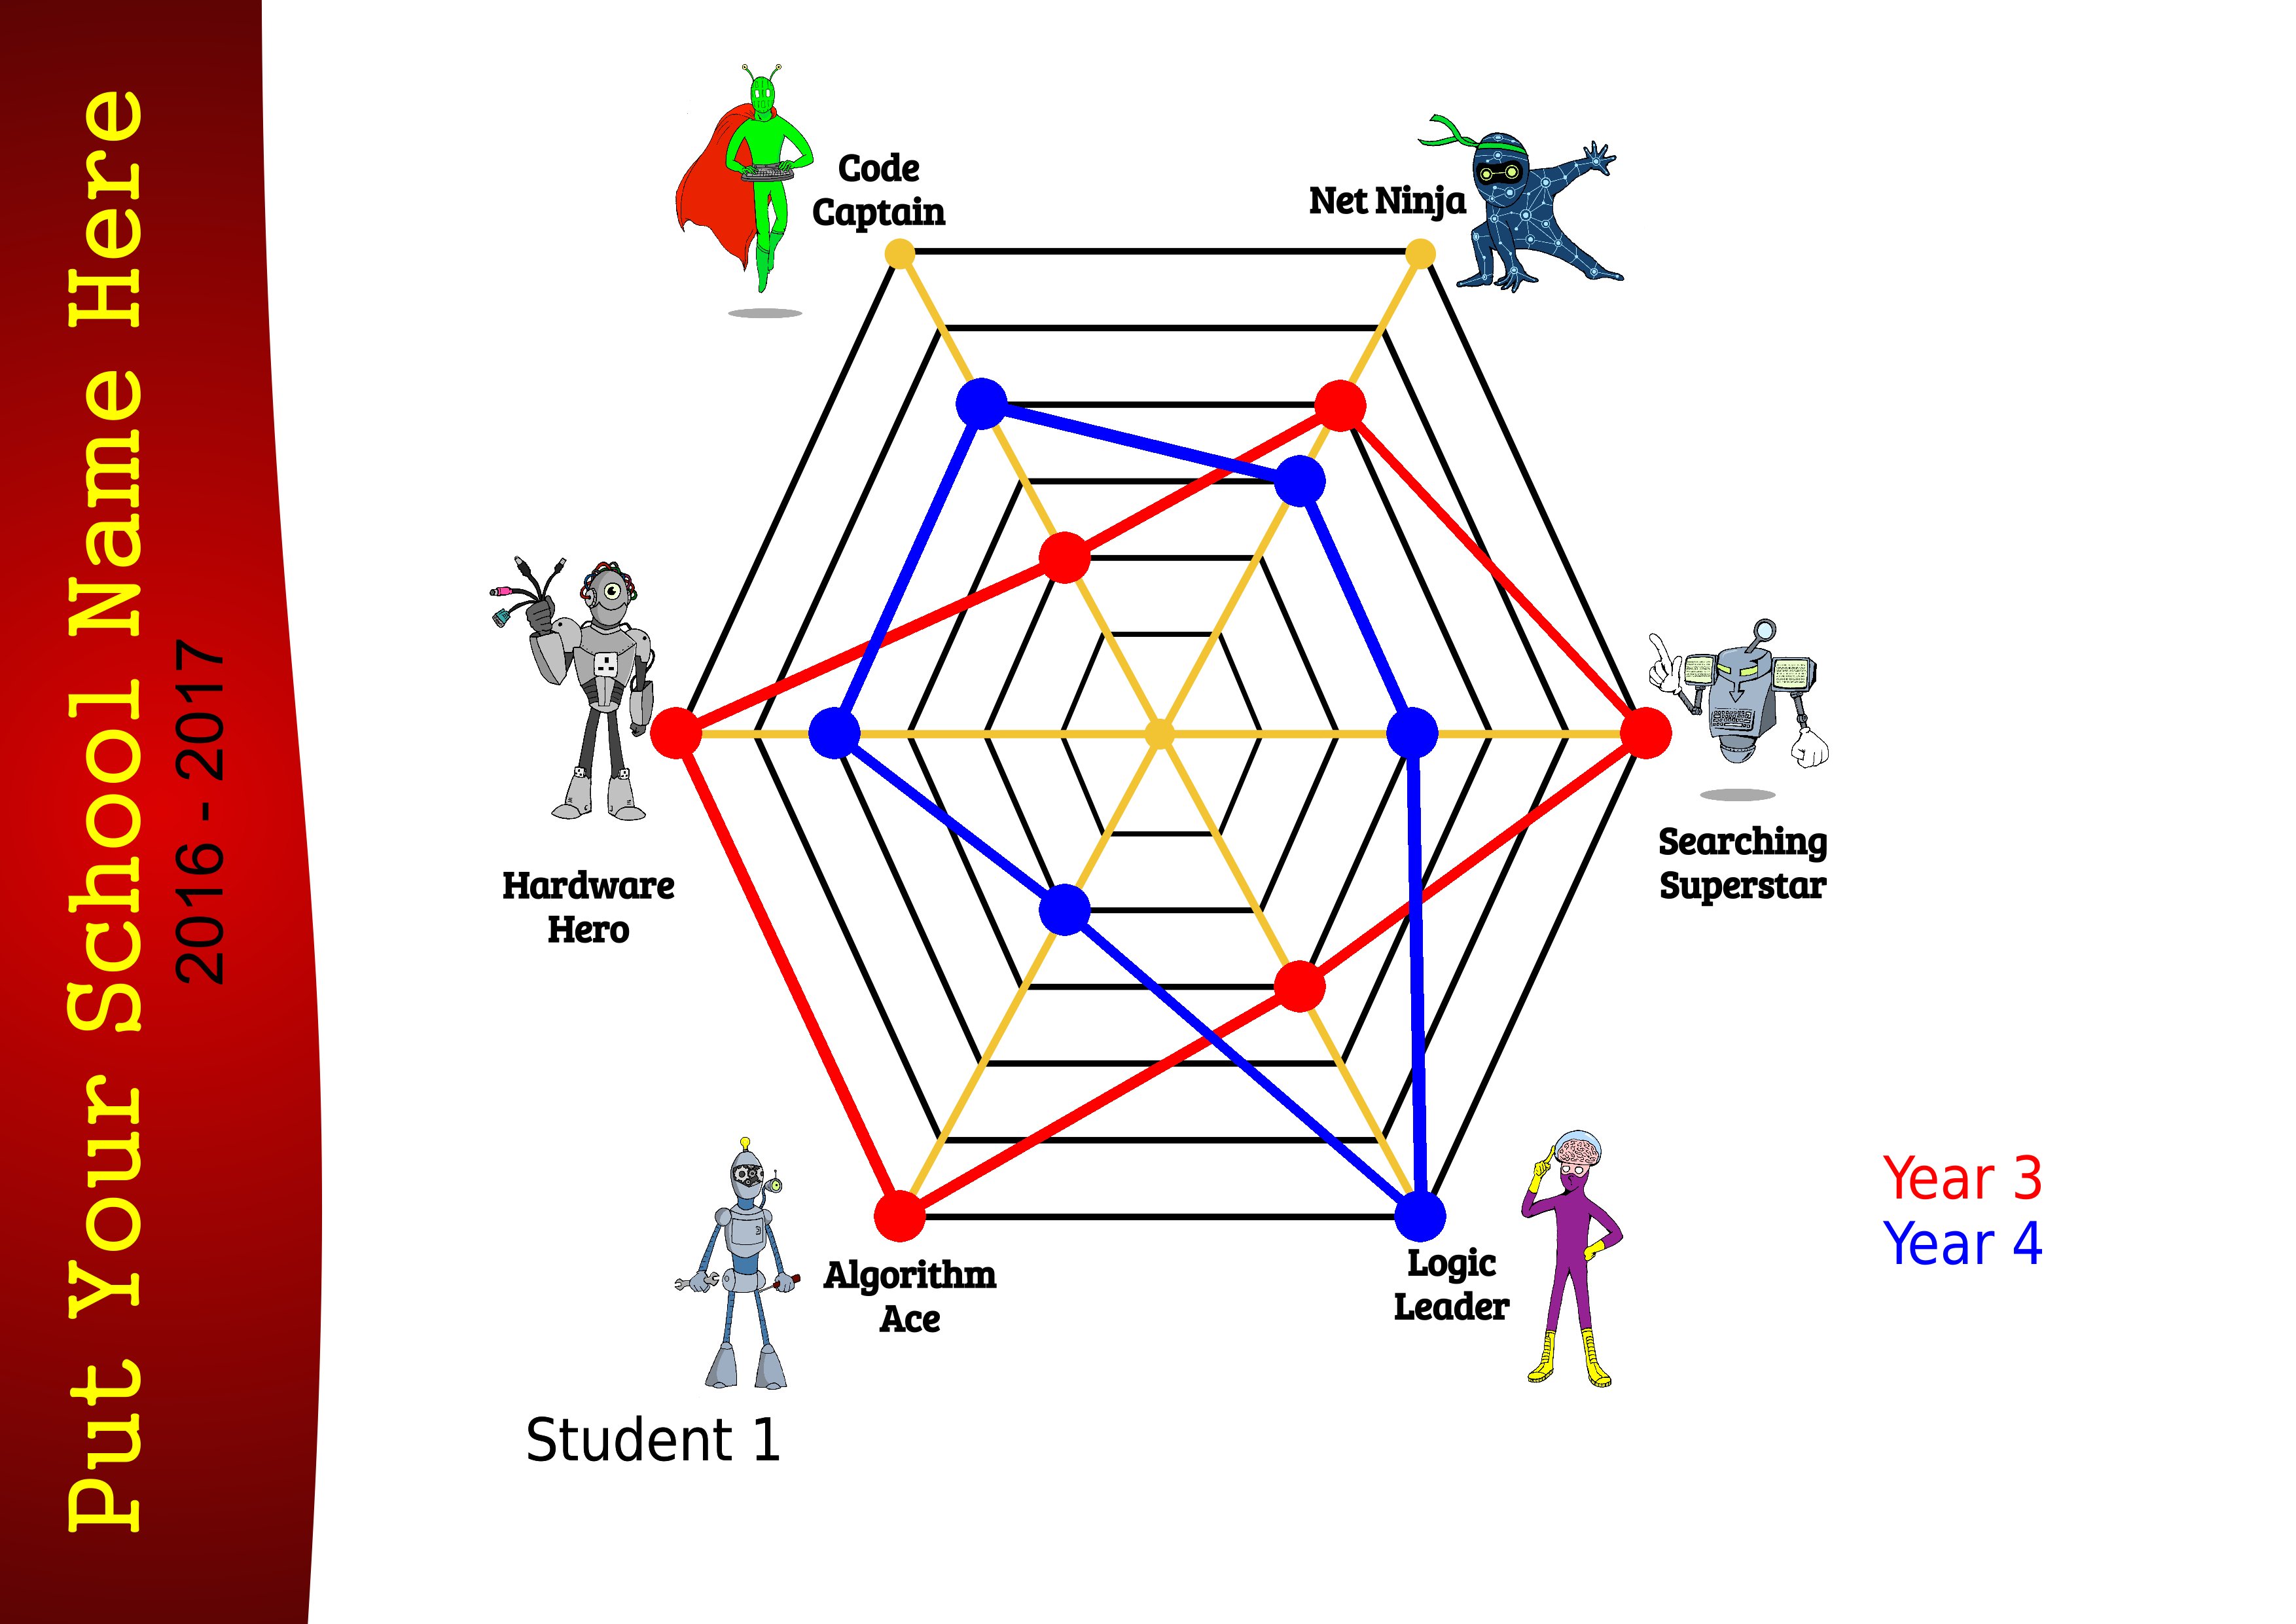 Put Your School Name Here
2016 - 2017
Code
Captain
Net Ninja
Hardware
Hero
Searching
Superstar
Algorithm
Ace
Logic
Leader
Year 3
Year 4
Student 1